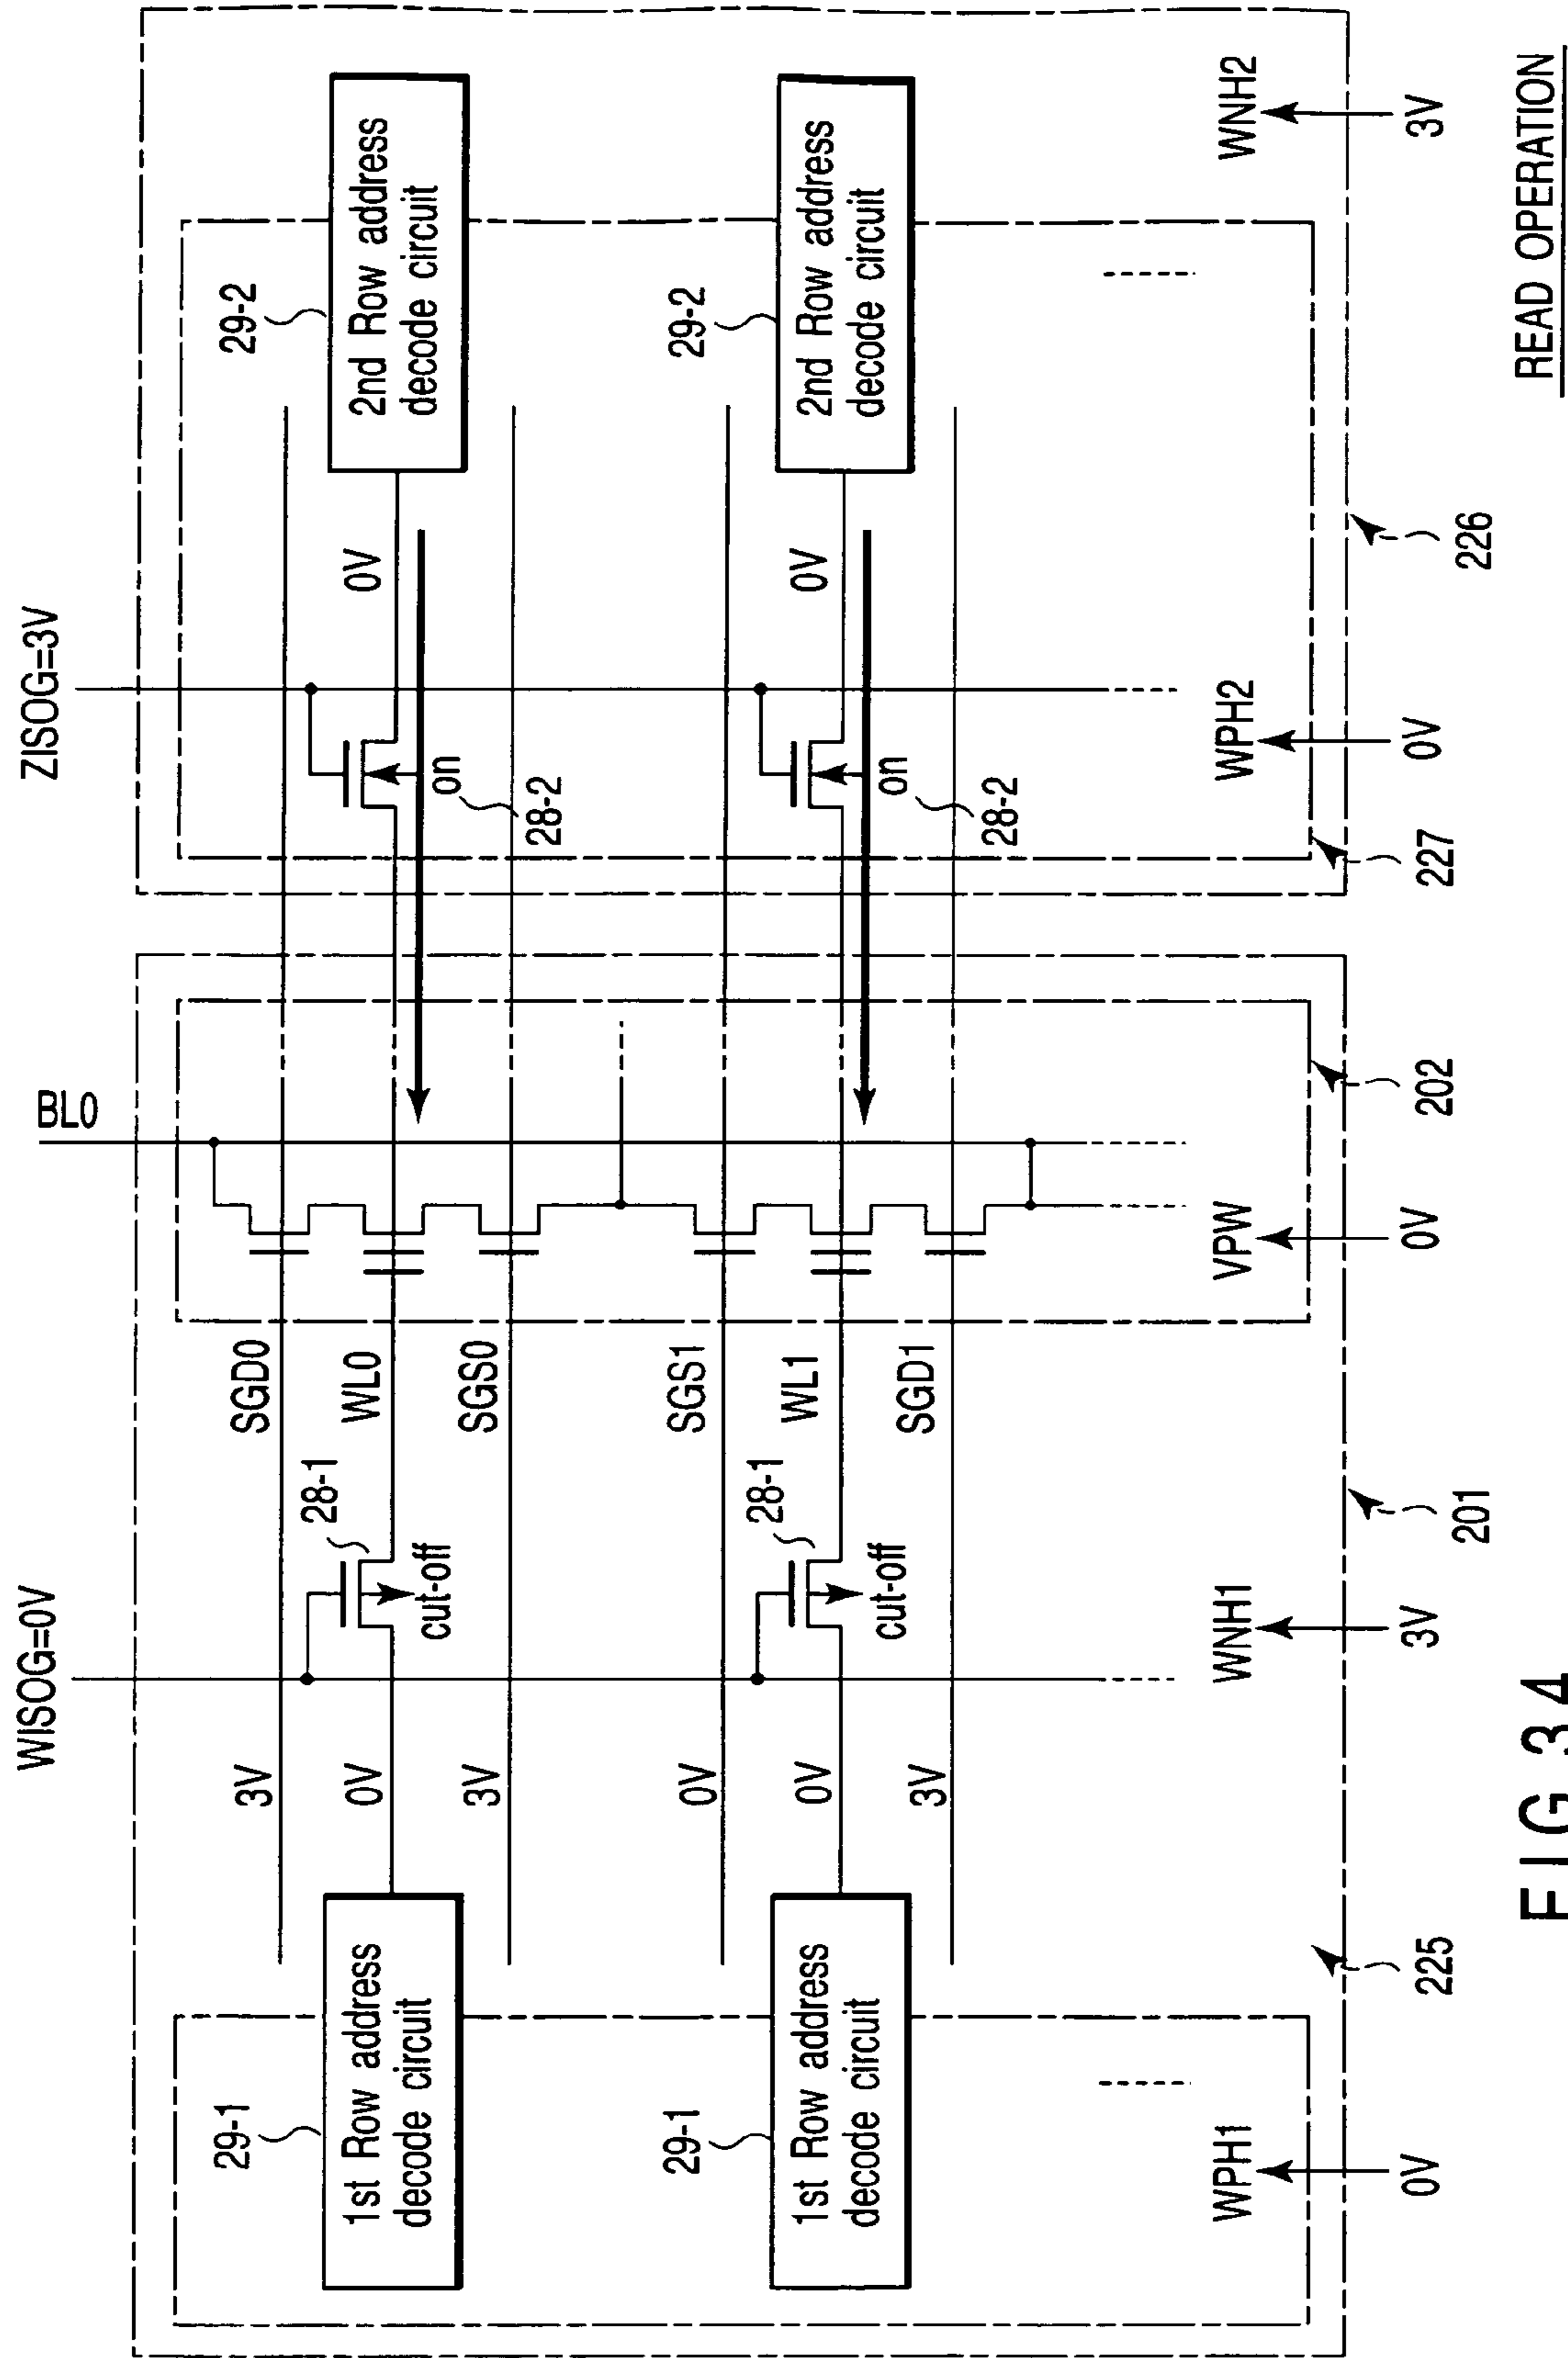 WISOG=0V
BL0
ZISOG=3V
29-1
1st Row address
decode circuit
3V
0V
3V
28-1
cut-off
SGD0
WL0
SGS0
on
28-2
0V
29-2
2nd Row address
decode circuit
29-1
1st Row address
decode circuit
0V
0V
3V
28-1
cut-off
SGS1
WL1
SGD1
on
28-2
0V
29-2
2nd Row address
decode circuit
WPH1
0V
225
WNH1
3V
201
VPW
0V
202
227
WPH2
0V
226
WNH2
3V
FIG. 34
READ OPERATION